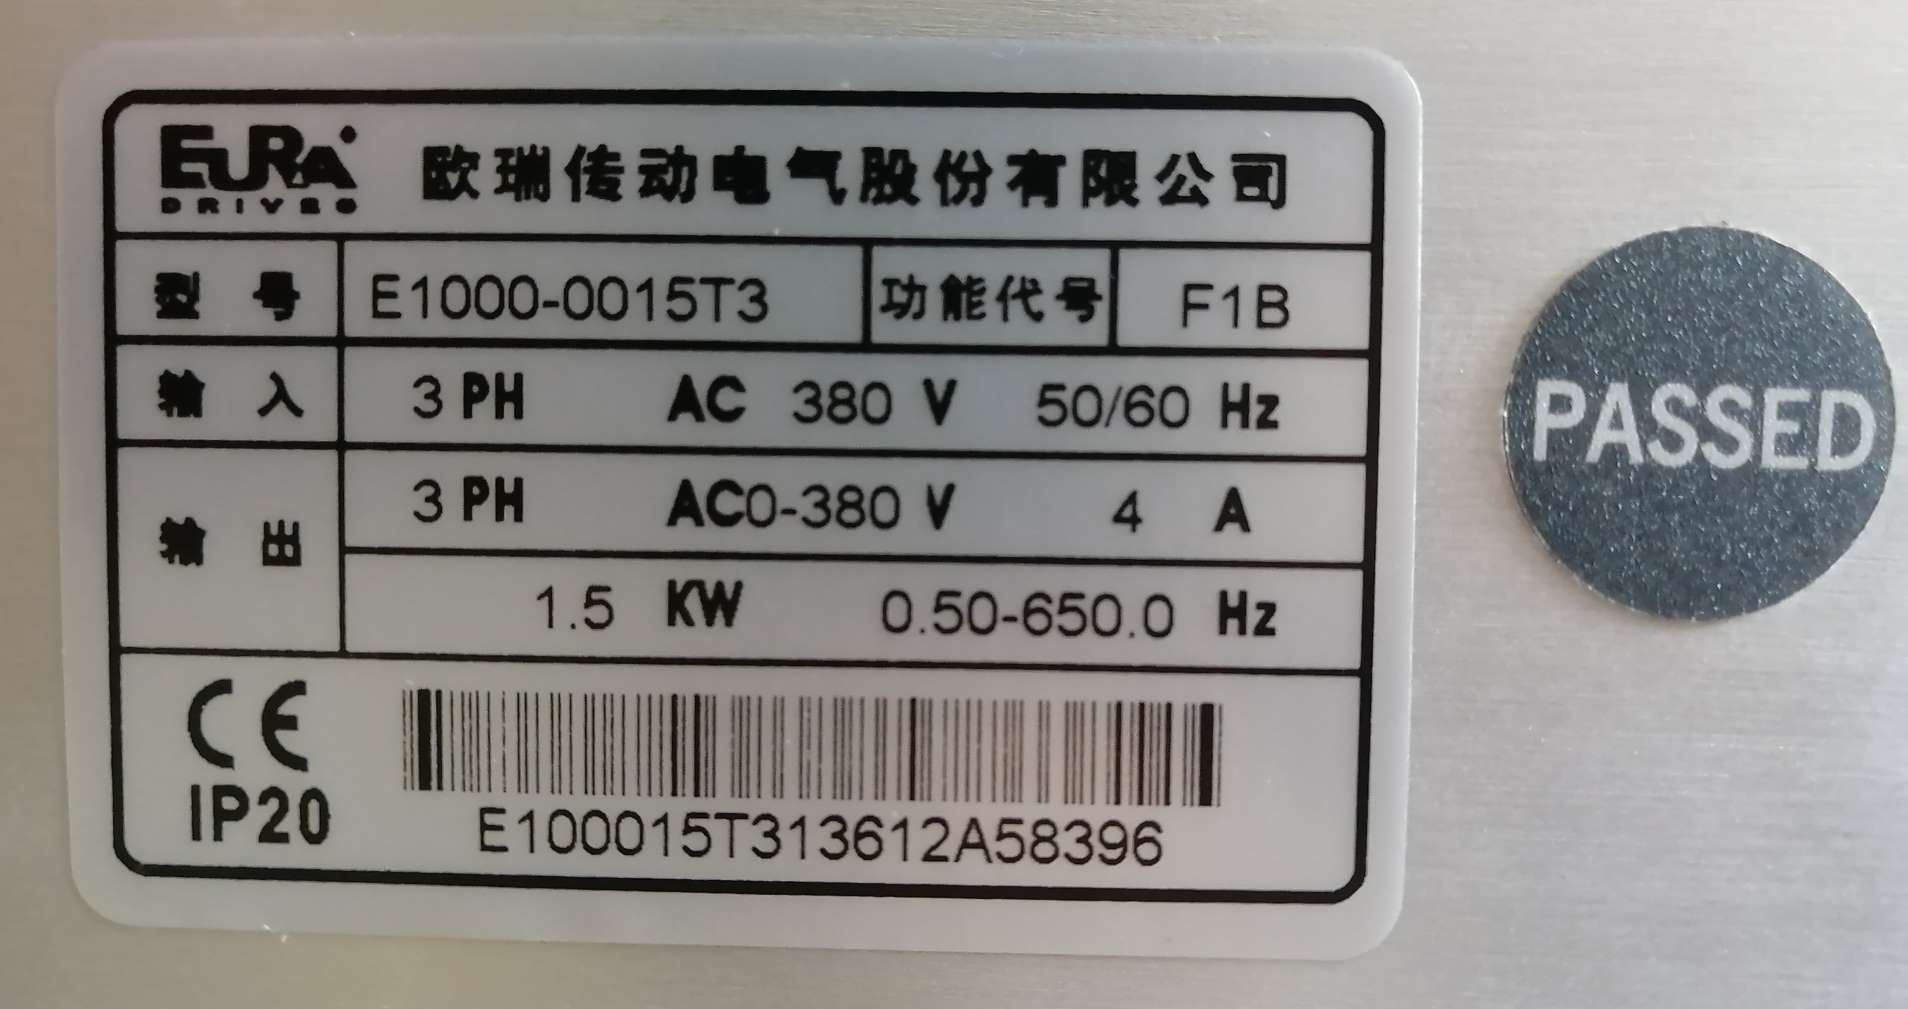 EURA DRIVES 欧瑞传动电气股份有限公司
型号 E1000-0015T3 功能代号 F1B
输入 3 PH AC 380 V 50/60 Hz
输出 3 PH AC0-380 V 4 A
1.5 KW 0.50-650.0 Hz
CE
IP20
E100015T313612A58396
PASSED